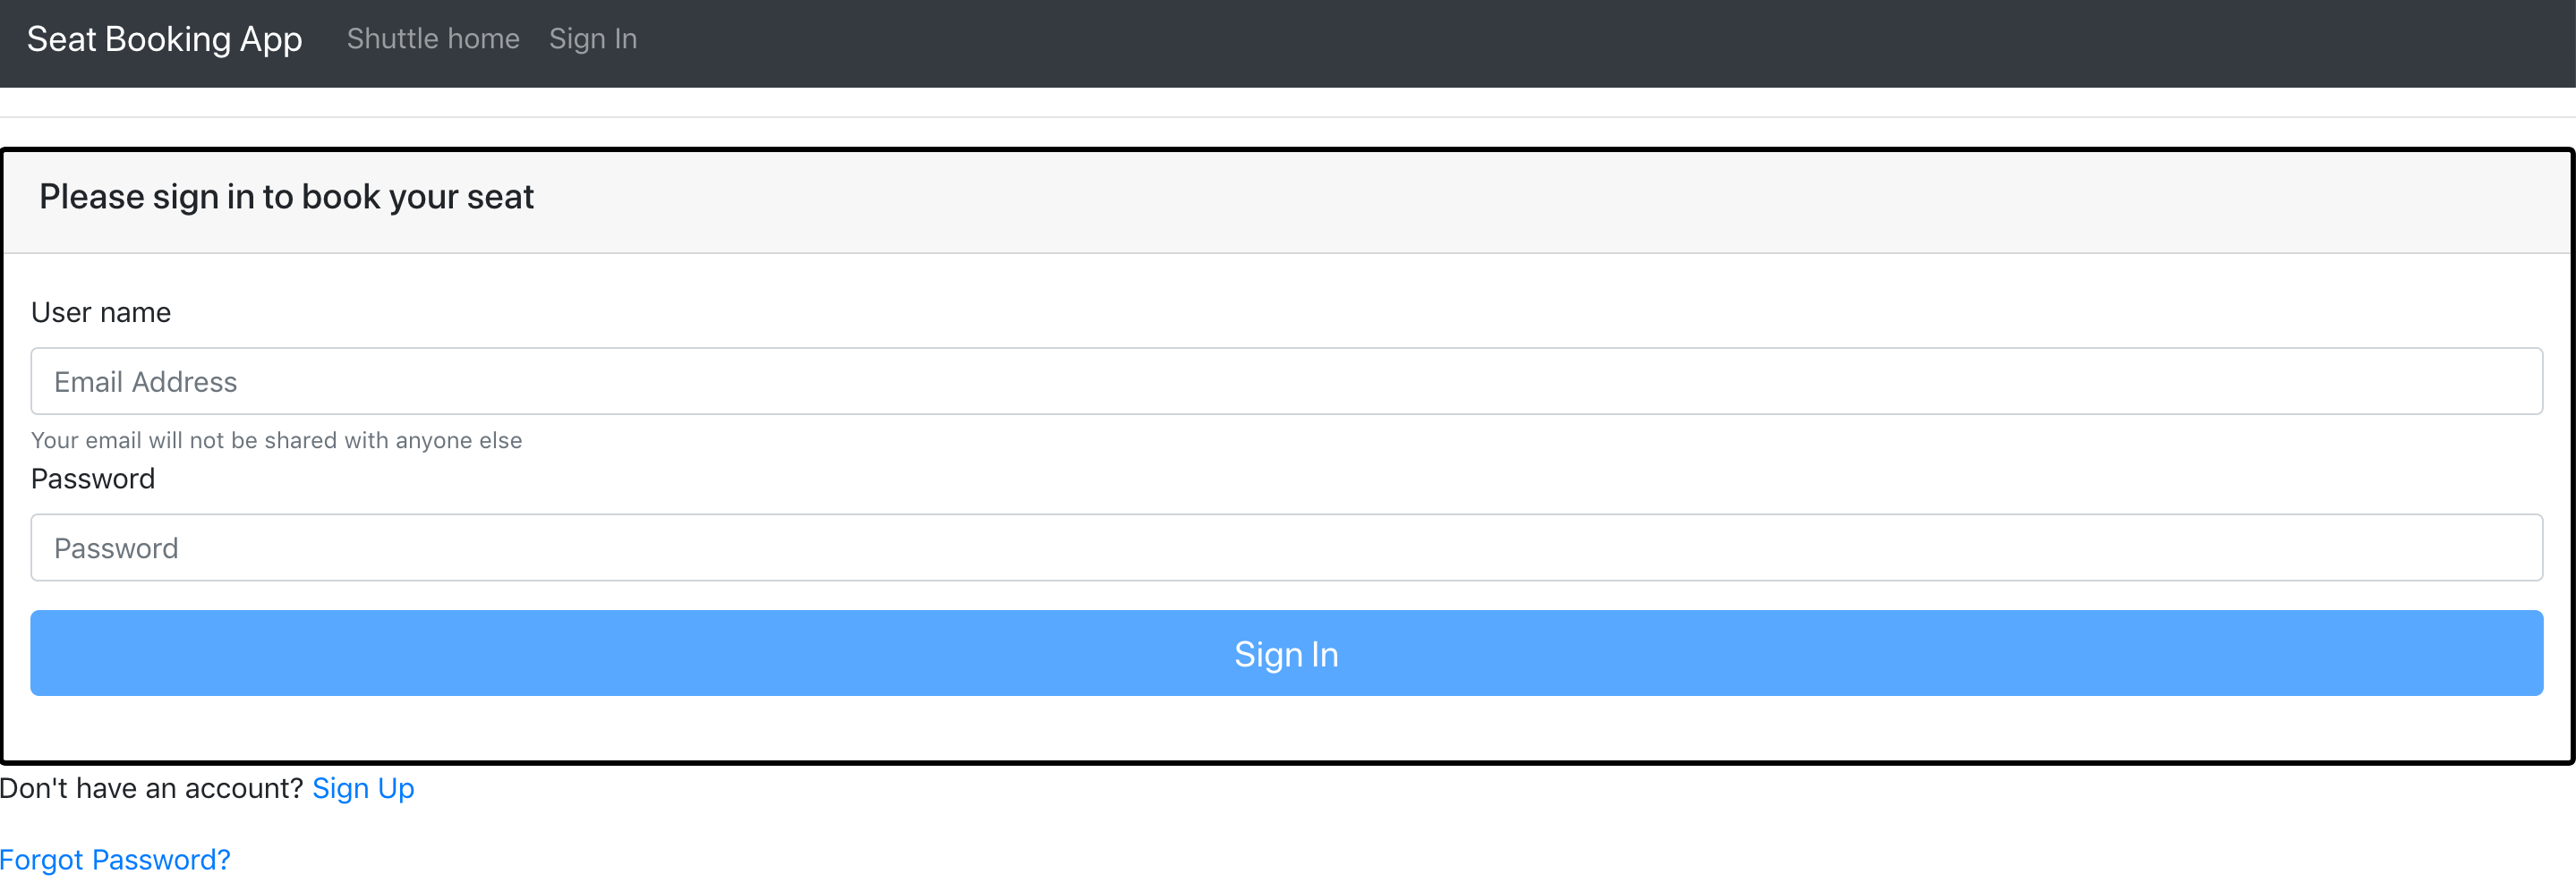 Seat Booking App Shuttle home Sign In
Please sign in to book your seat
User name
Email Address
Your email will not be shared with anyone else
Password
Password
Sign In
Don't have an account? Sign Up
Forgot Password?